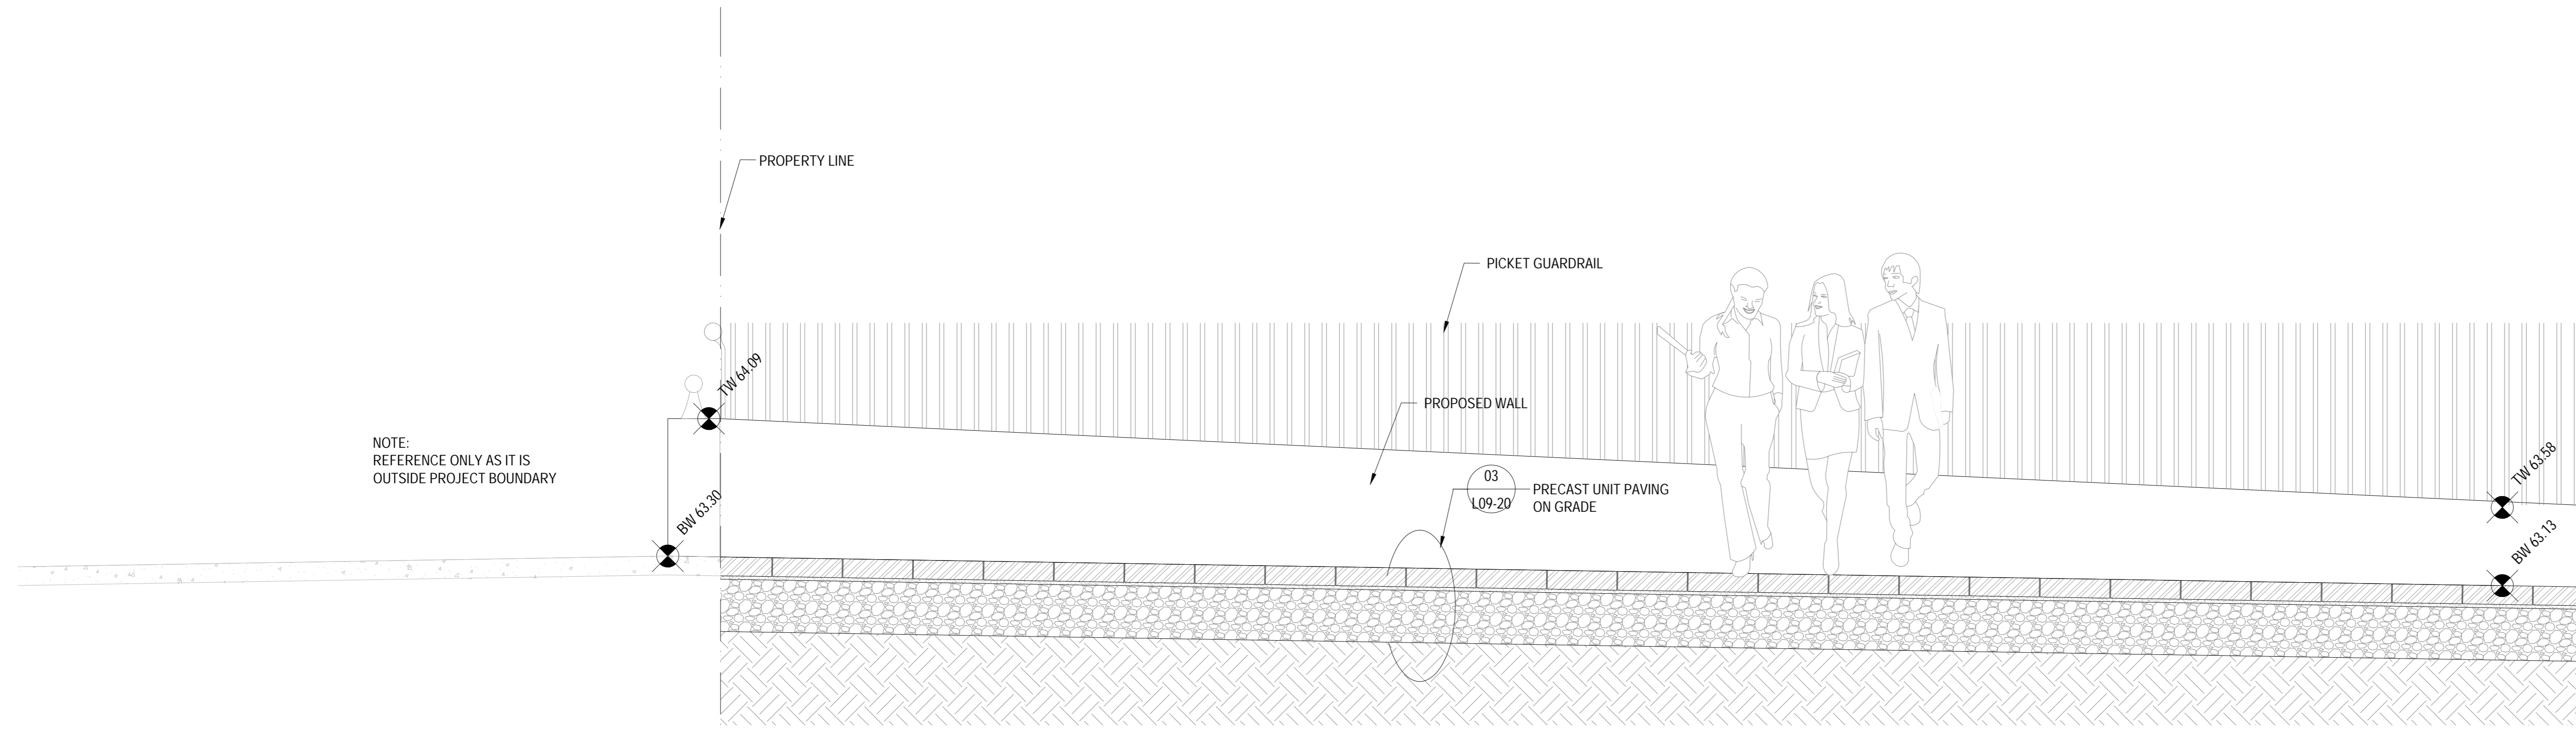 PROPERTY LINE
PICKET GUARDRAIL
TW 64.09
PROPOSED WALL
NOTE:
REFERENCE ONLY AS IT IS
OUTSIDE PROJECT BOUNDARY
BW 63.30
03
L09-20
PRECAST UNIT PAVING
ON GRADE
TW 63.58
BW 63.13